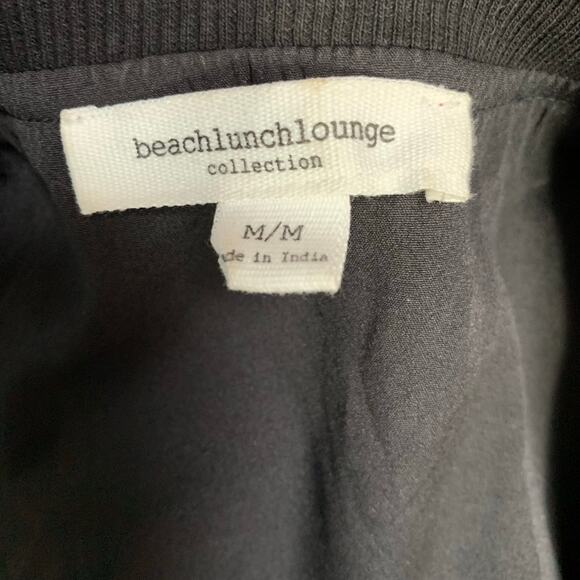 beachlunchlounge
collection
M/M
de in India